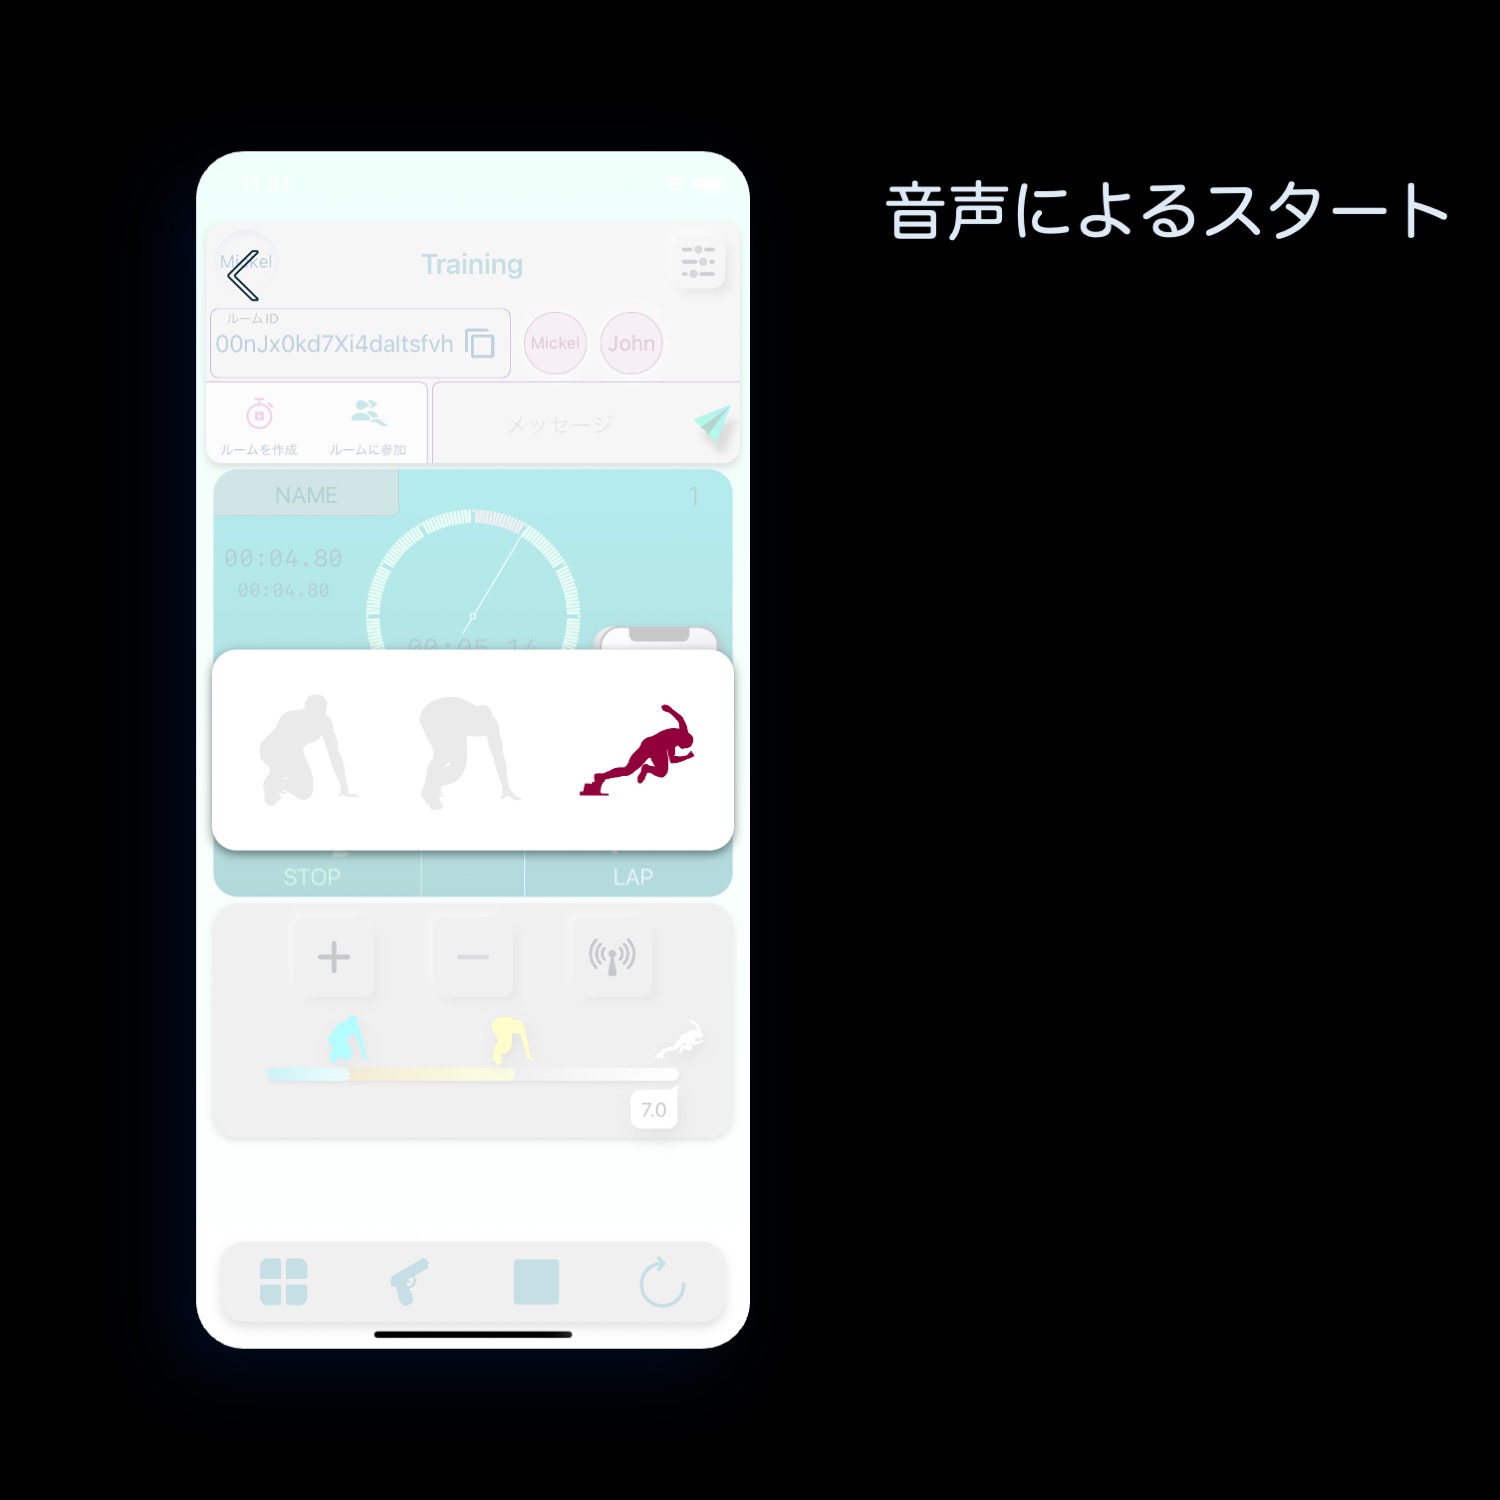 音声によるスタート
11:31
Mickel
Training
ルームID
00nJx0kd7Xi4daltsfvh
Mickel
John
ルームを作成
ルームに参加
メッセージ
NAME
1
00:04.80
00:04.80
00:05.14
STOP
LAP
7.0